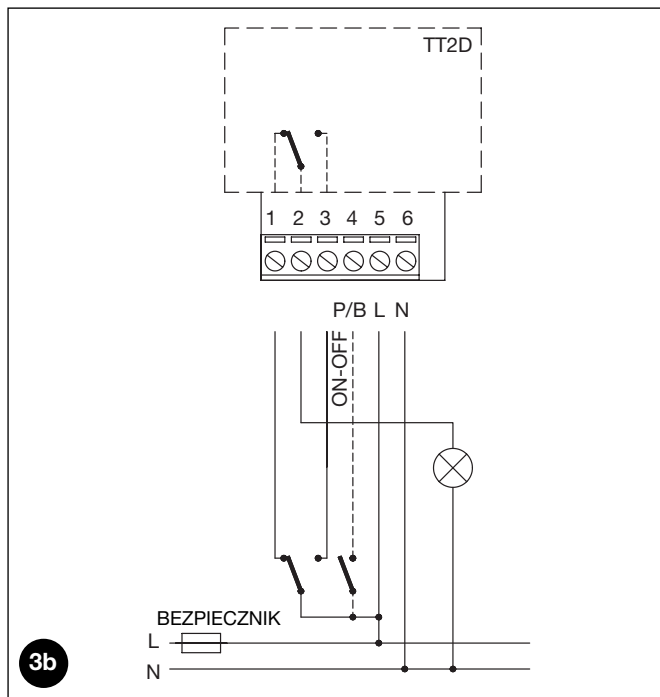 TT2D
1 2 3 4 5 6
P/B L N
ON-OFF
BEZPIECZNIK
L
N
3b